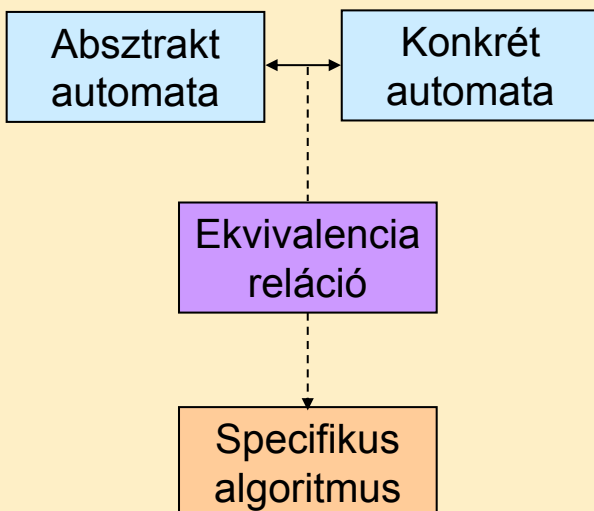 Absztrakt
automata
Konkrét
automata
Ekvivalencia
reláció
Specifikus
algoritmus